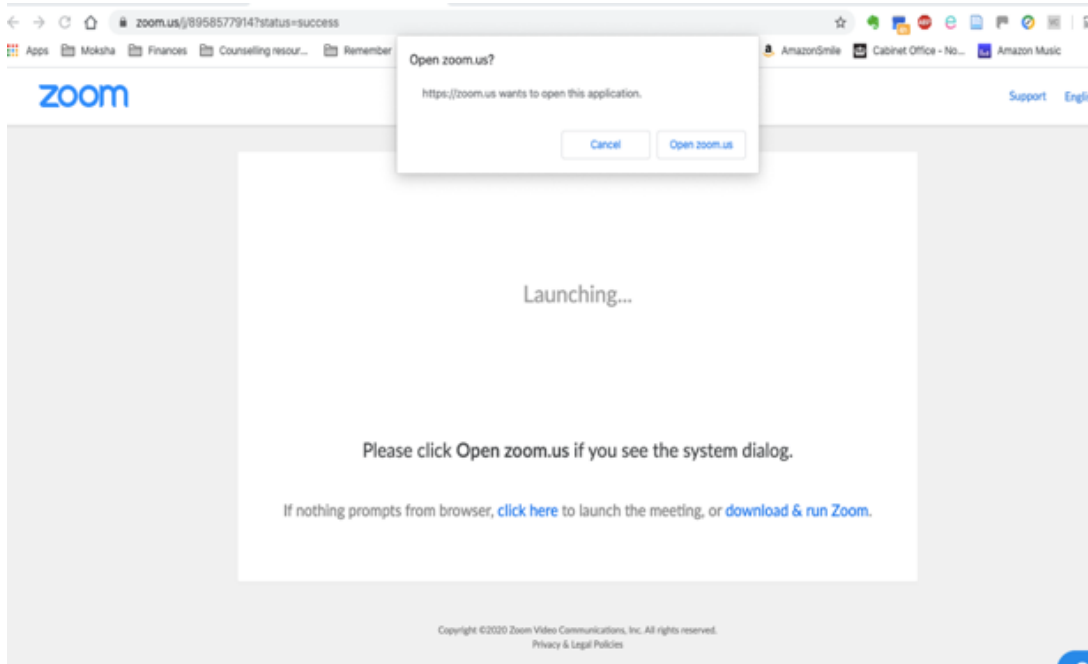 zoom.us/j/8958577914?status=success
Apps Moksha Finances Counselling resour... Remember AmazonSmile Cabinet Office - No... Amazon Music
Open zoom.us?
https://zoom.us wants to open this application.
Cancel Open zoom.us
zoom
Support Engli
Launching...
Please click Open zoom.us if you see the system dialog.
If nothing prompts from browser, click here to launch the meeting, or download & run Zoom.
Copyright ©2020 Zoom Video Communications, Inc. All rights reserved.
Privacy & Legal Policies